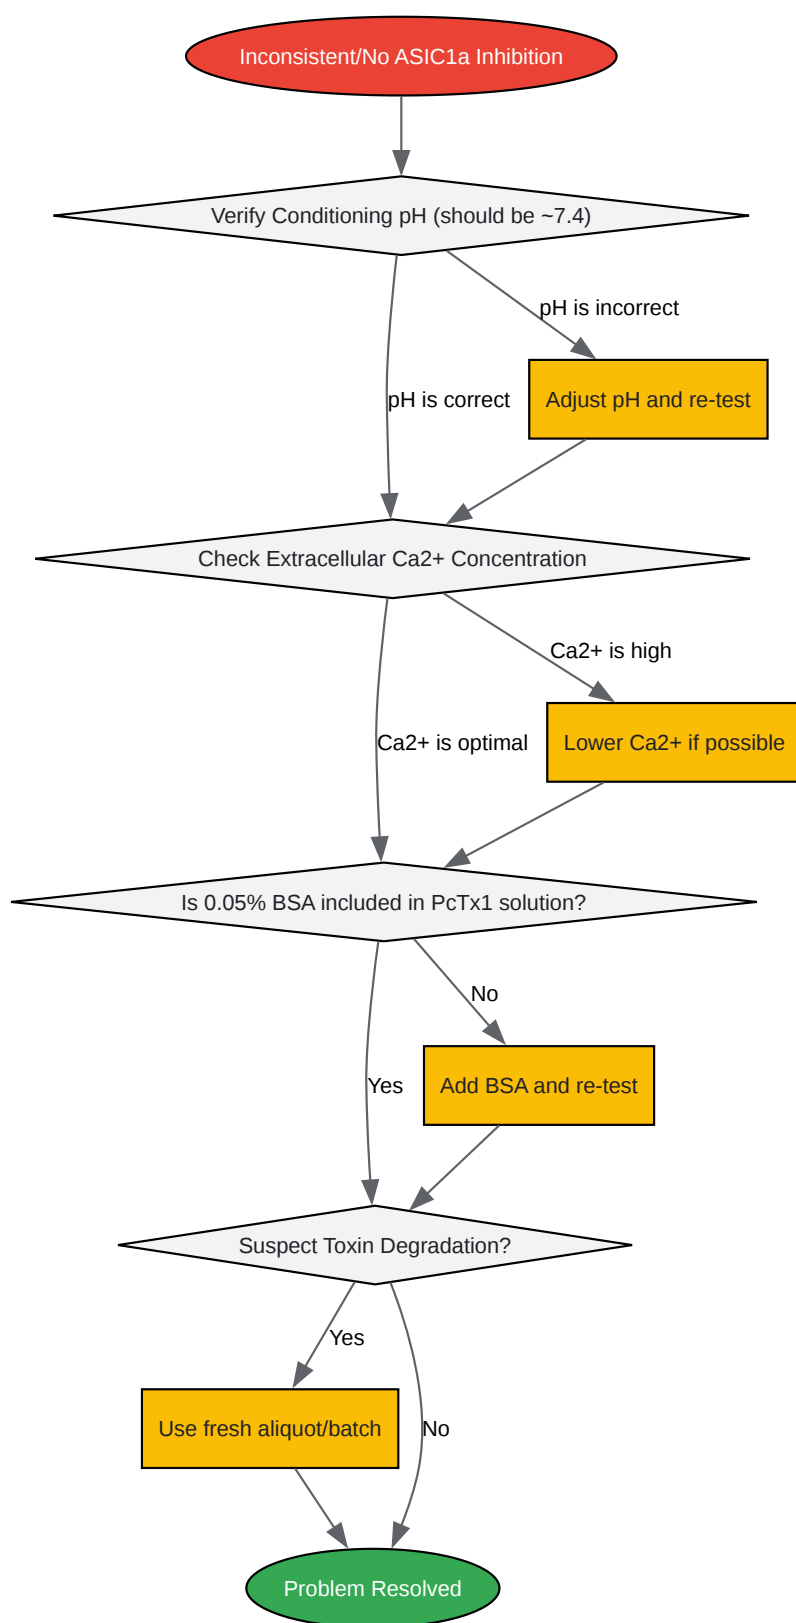 Inconsistent/No ASIC1a Inhibition
Verify Conditioning pH (should be ~7.4)
pH is incorrect
pH is correct
Adjust pH and re-test
Check Extracellular Ca2+ Concentration
Ca2+ is high
Ca2+ is optimal
Lower Ca2+ if possible
Is 0.05% BSA included in PcTx1 solution?
No
Yes
Add BSA and re-test
Suspect Toxin Degradation?
Yes
Use fresh aliquot/batch
No
Problem Resolved